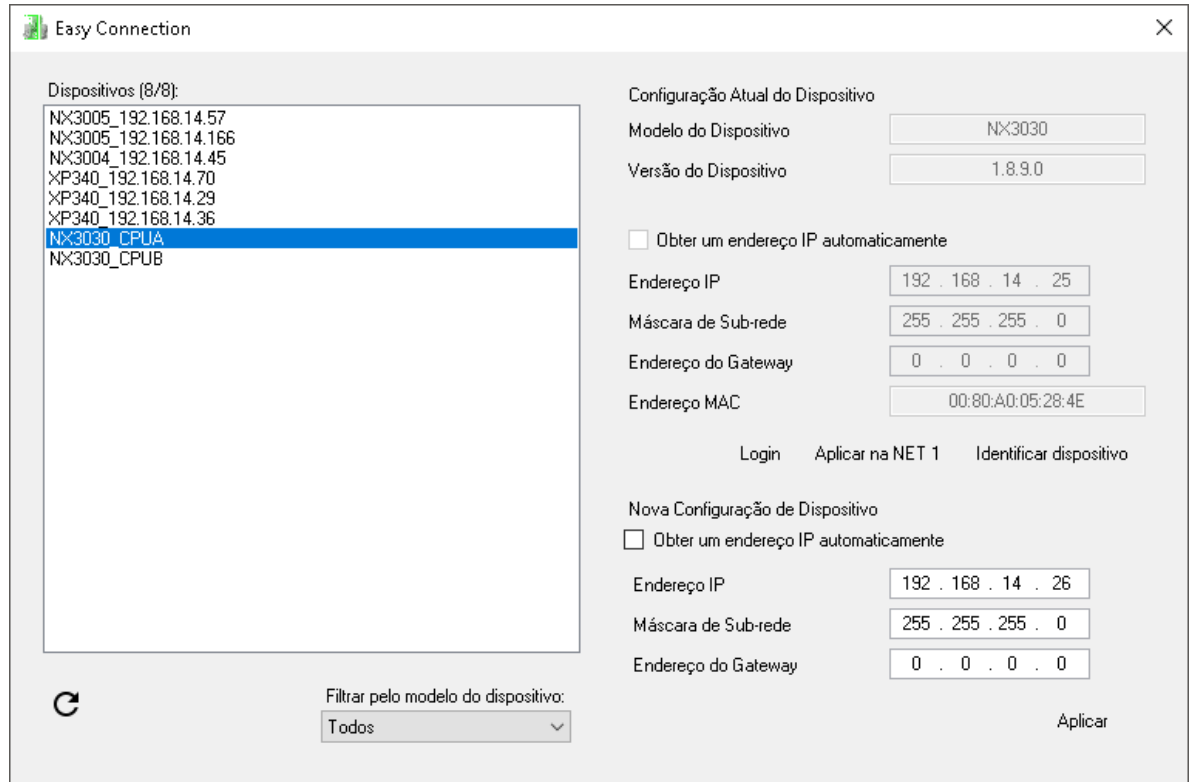 Easy Connection
Dispositivos (8/8):
NX3005_192.168.14.57
NX3005_192.168.14.166
NX3004_192.168.14.45
XP340_192.168.14.70
XP340_192.168.14.29
XP340_192.168.14.36
NX3030_CPUA
NX3030_CPUB
Filtrar pelo modelo do dispositivo:
Todos
Configuração Atual do Dispositivo
Modelo do Dispositivo NX3030
Versão do Dispositivo 1.8.9.0
Obter um endereço IP automaticamente
Endereço IP 192 . 168 . 14 . 25
Máscara de Sub-rede 255 . 255 . 255 . 0
Endereço do Gateway 0 . 0 . 0 . 0
Endereço MAC 00:80:A0:05:28:4E
Login Aplicar na NET 1 Identificar dispositivo
Nova Configuração de Dispositivo
Obter um endereço IP automaticamente
Endereço IP 192 . 168 . 14 . 26
Máscara de Sub-rede 255 . 255 . 255 . 0
Endereço do Gateway 0 . 0 . 0 . 0
Aplicar